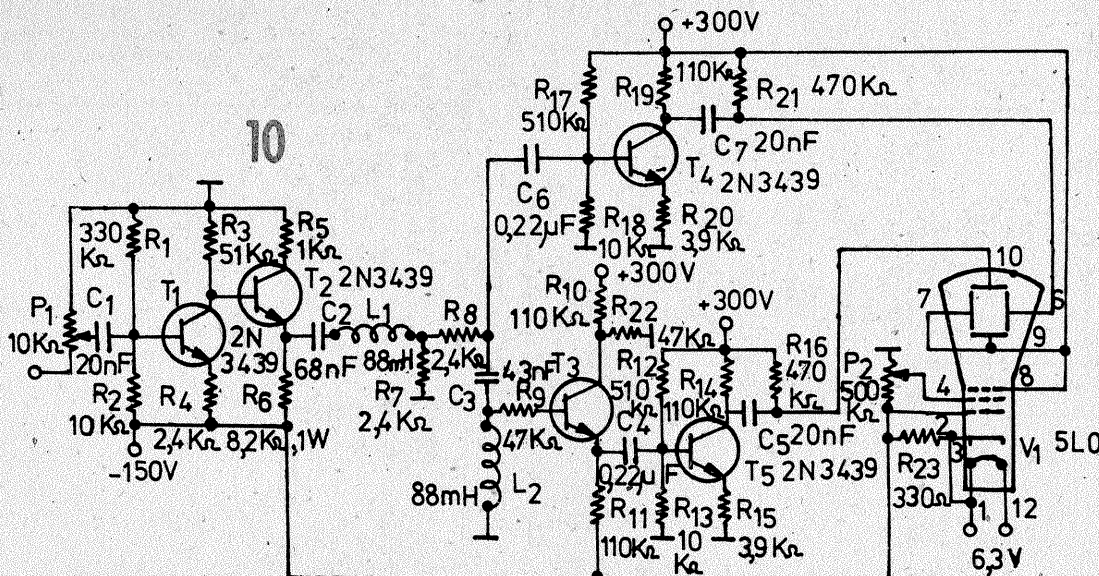 10
+300V
R17
510KΩ
R19
110KΩ
R21
470KΩ
C7
20nF
T4
2N3439
C6
0,22µF
R18
10KΩ
R20
3,9KΩ
330
KΩ
R1
R3
51KΩ
R5
1KΩ
T2 2N3439
P1
10KΩ
C1
20nF
T1
2N
3439
C2
68nF
L1
88mH
R8
2,4KΩ
R7
2,4KΩ
R2
10KΩ
R4
2,4KΩ
R6
8,2KΩ,1W
-150V
4,3nF
C3
R9
47KΩ
L2
88mH
+300V
R10
110KΩ
R22
47KΩ
T3
R12
510
KΩ
C4
0,22µF
R11
110KΩ
R13
10
KΩ
+300V
R14
110KΩ
R16
470
KΩ
C5
20nF
T5 2N3439
R15
3,9KΩ
P2
500
KΩ
R23
330Ω
10
7
6
9
4
8
2
3
V1
5LO
1
12
6,3V